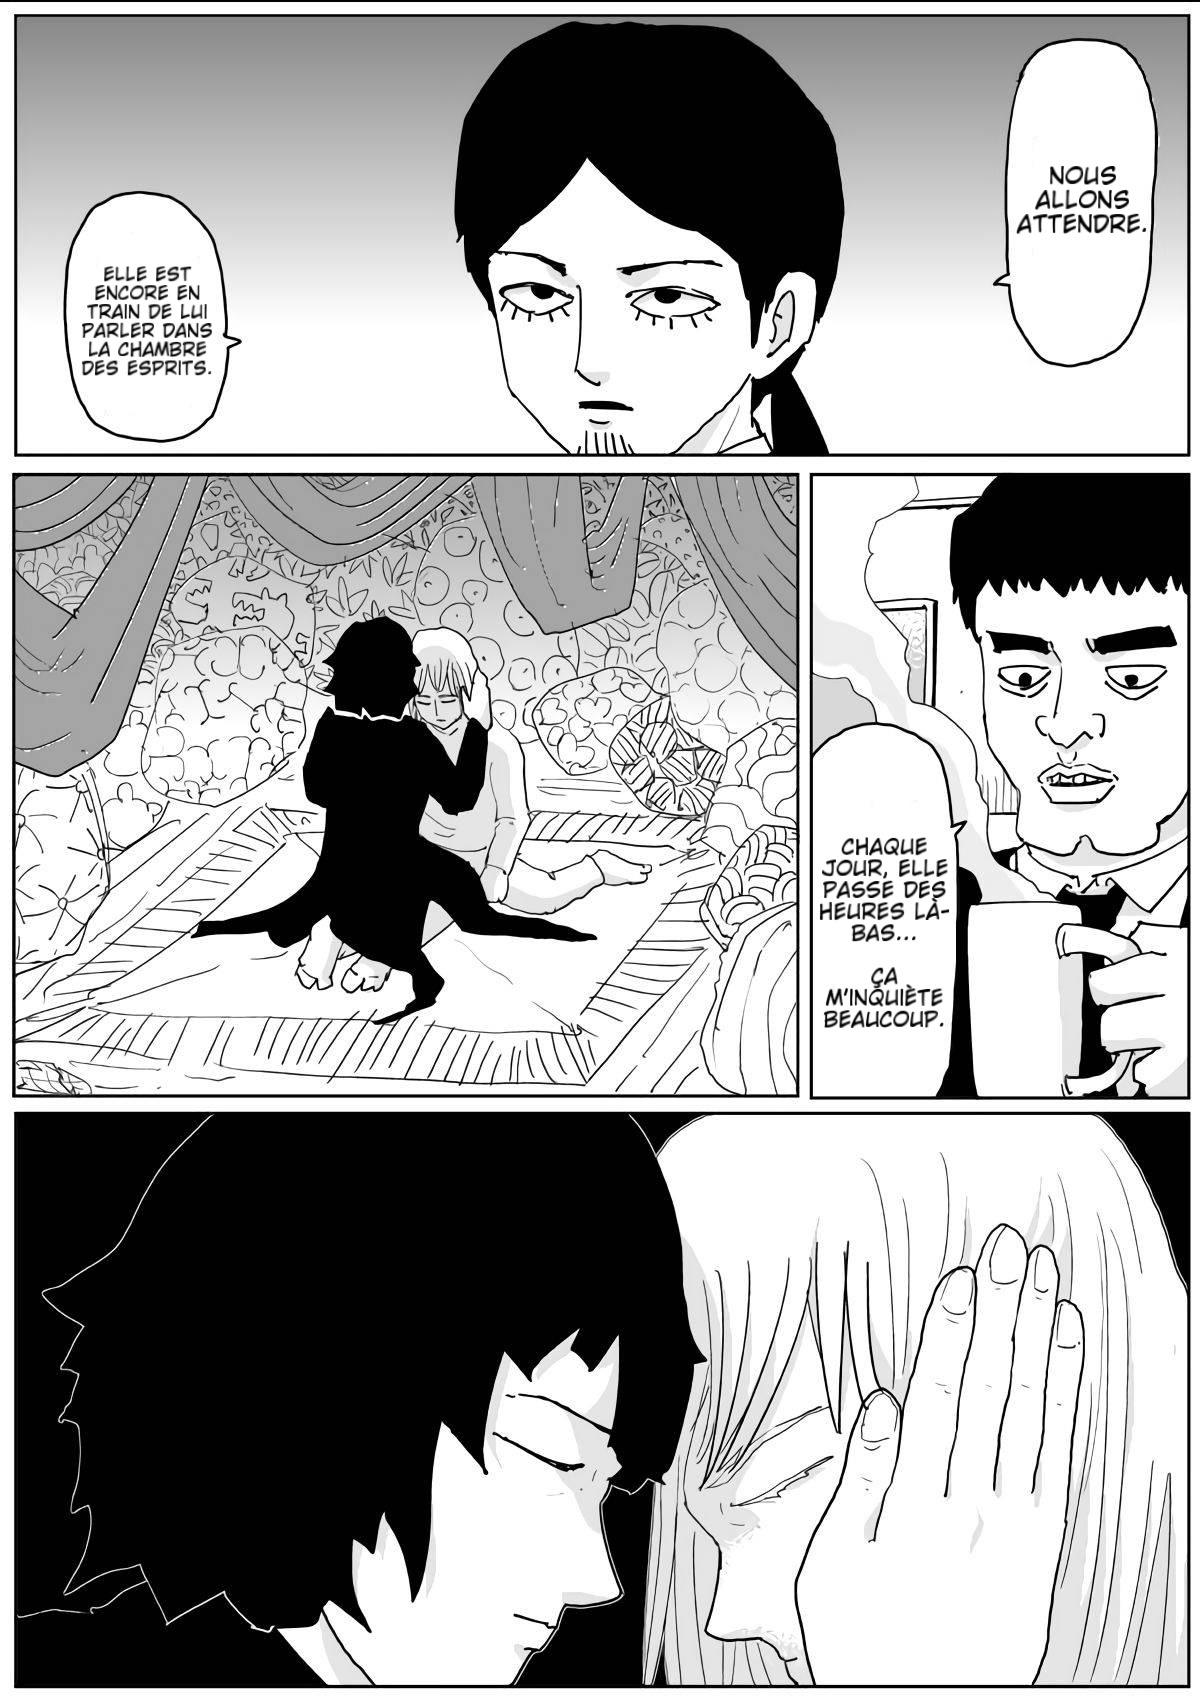 NOUS
ALLONS
ATTENDRE.
ELLE EST
ENCORE EN
TRAIN DE LUI
PARLER DANS
LA CHAMBRE
DES ESPRITS.
CHAQUE
JOUR, ELLE
PASSE DES
HEURES LÀ-
BAS...
ÇA
M'INQUIÈTE
BEAUCOUP.